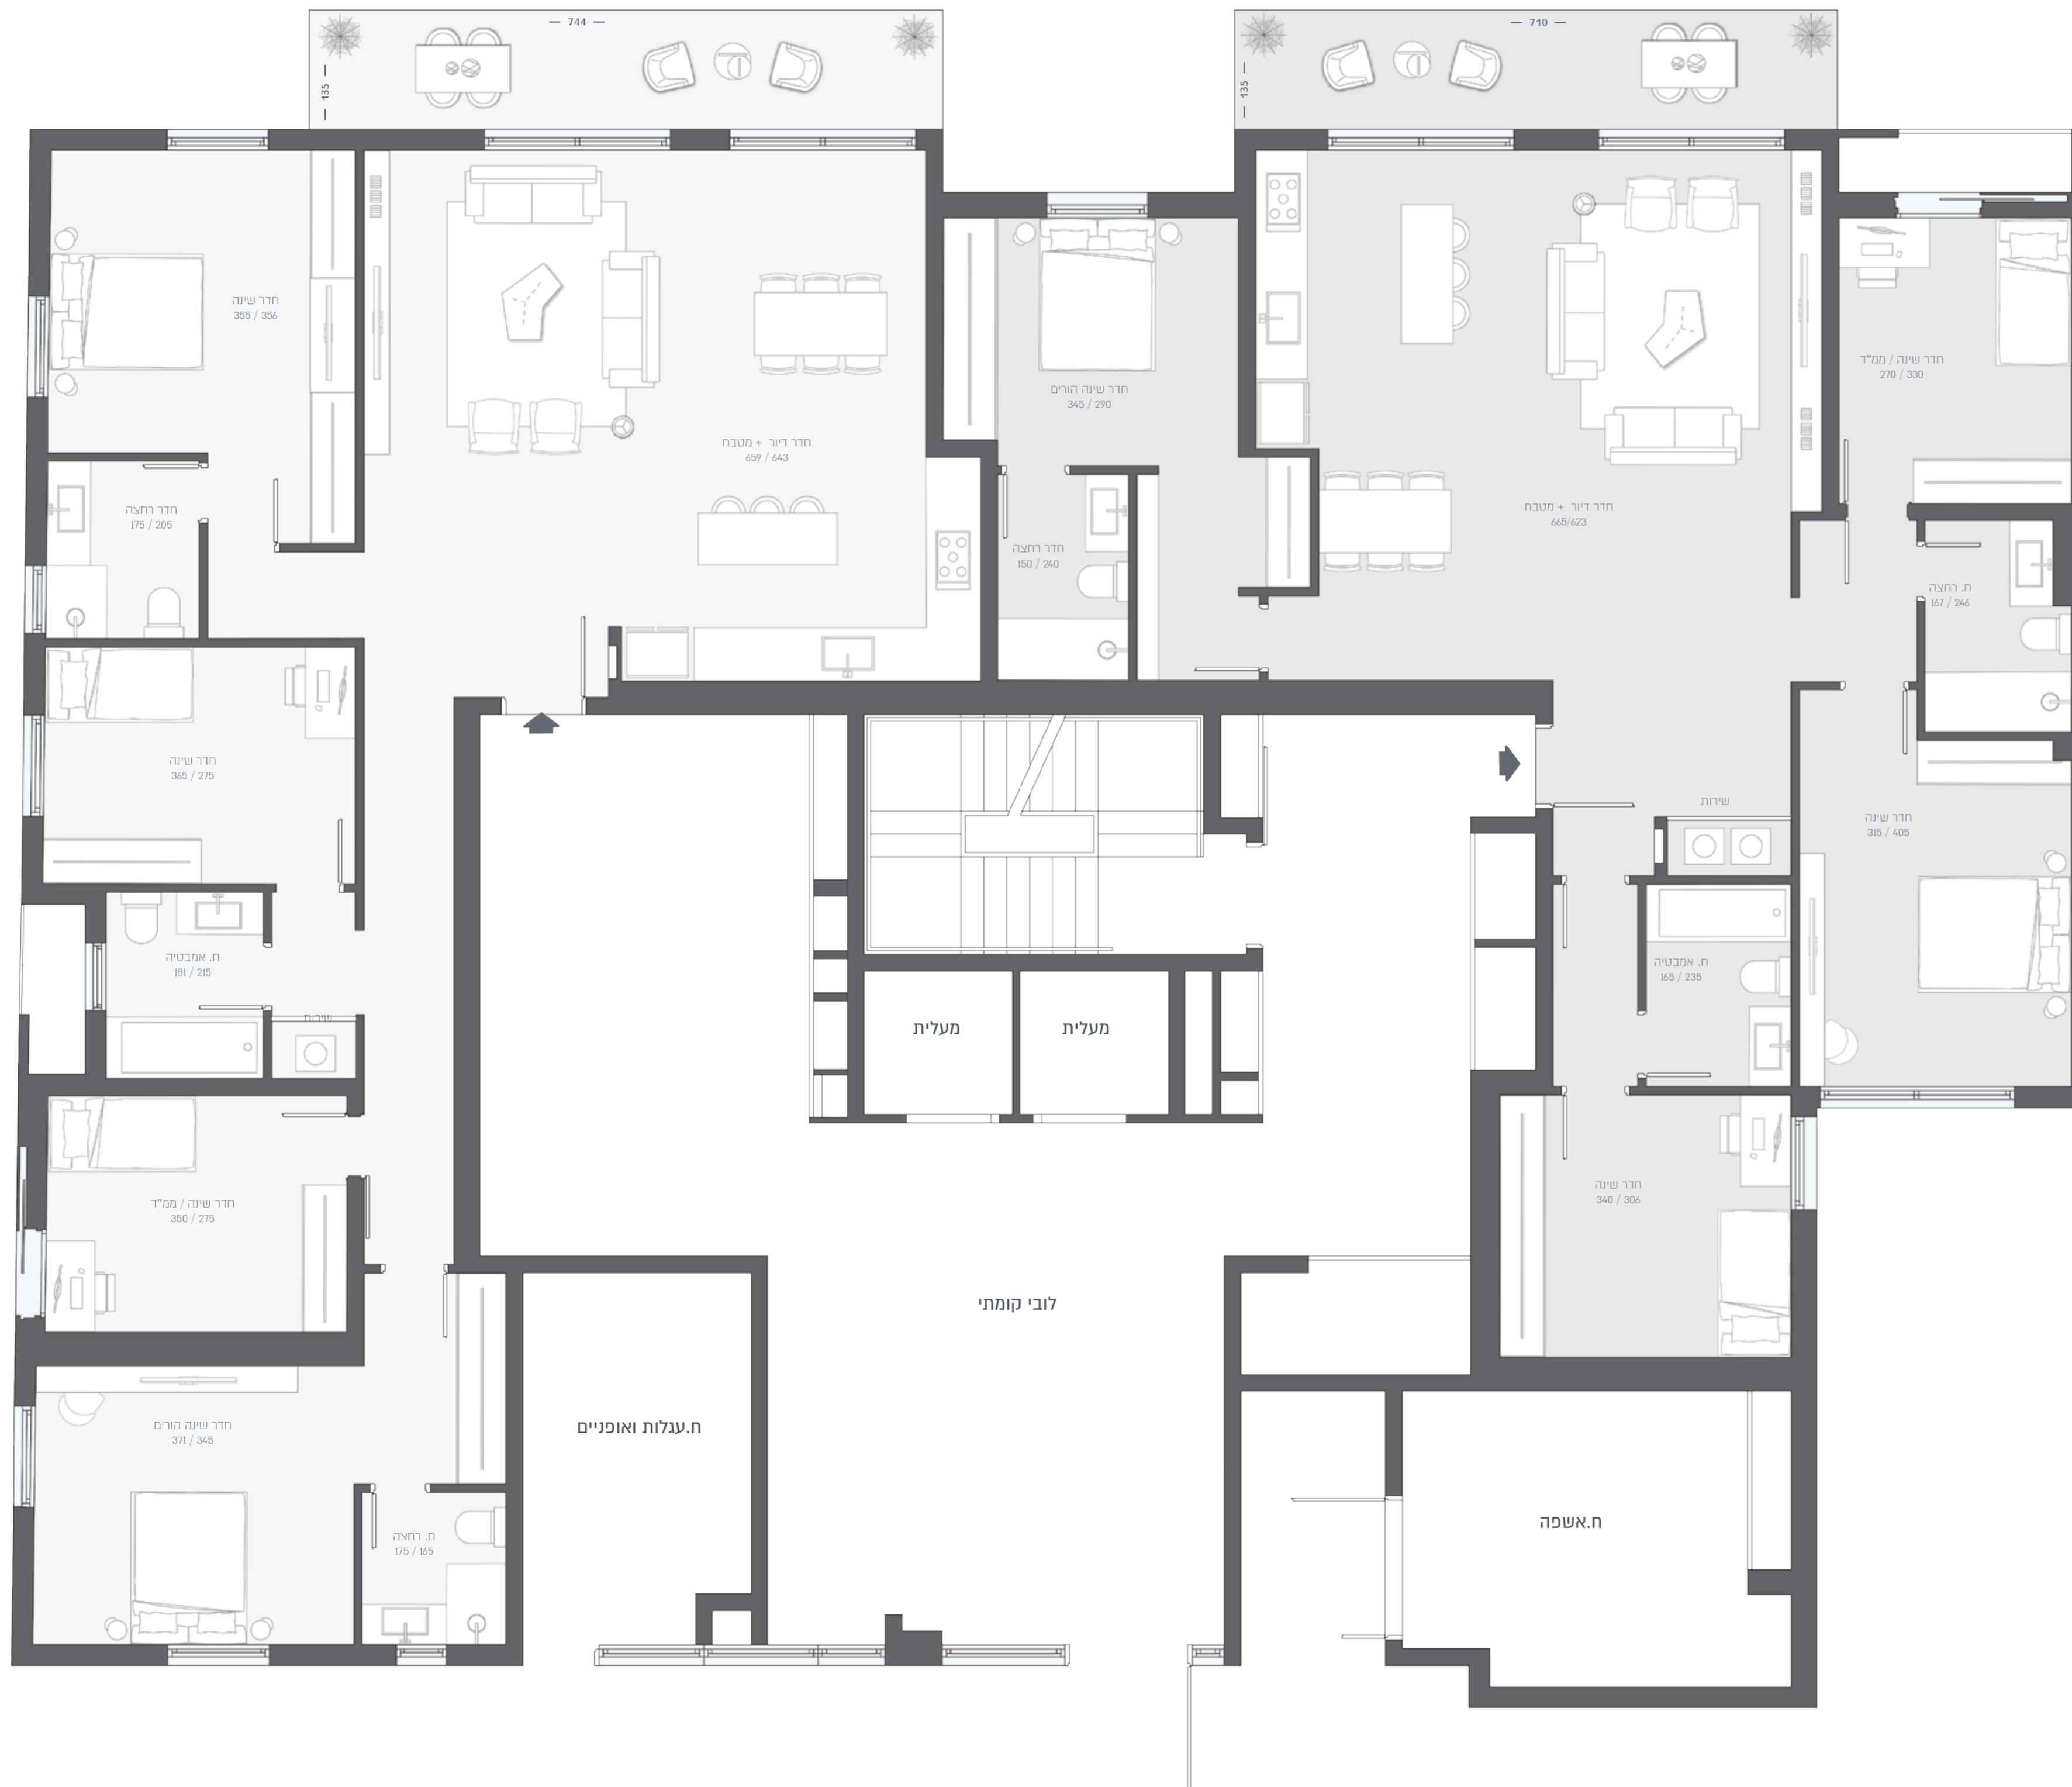 744
710
135
135
חדר שינה
355 / 356
חדר שינה הורים
345 / 290
חדר שינה / ממ"ד
270 / 330
חדר דיור + מטבח
659 / 643
חדר רחצה
175 / 205
חדר דיור + מטבח
665/623
חדר רחצה
150 / 240
ח. רחצה
167 / 246
חדר שינה
365 / 275
שירות
חדר שינה
315 / 405
ח. אמבטיה
181 / 215
ח. אמבטיה
165 / 235
שירות
מעלית
מעלית
חדר שינה / ממ"ד
350 / 275
חדר שינה
340 / 306
לובי קומתי
חדר שינה הורים
371 / 345
ח.עגלות ואופניים
ח. רחצה
175 / 165
ח.אשפה